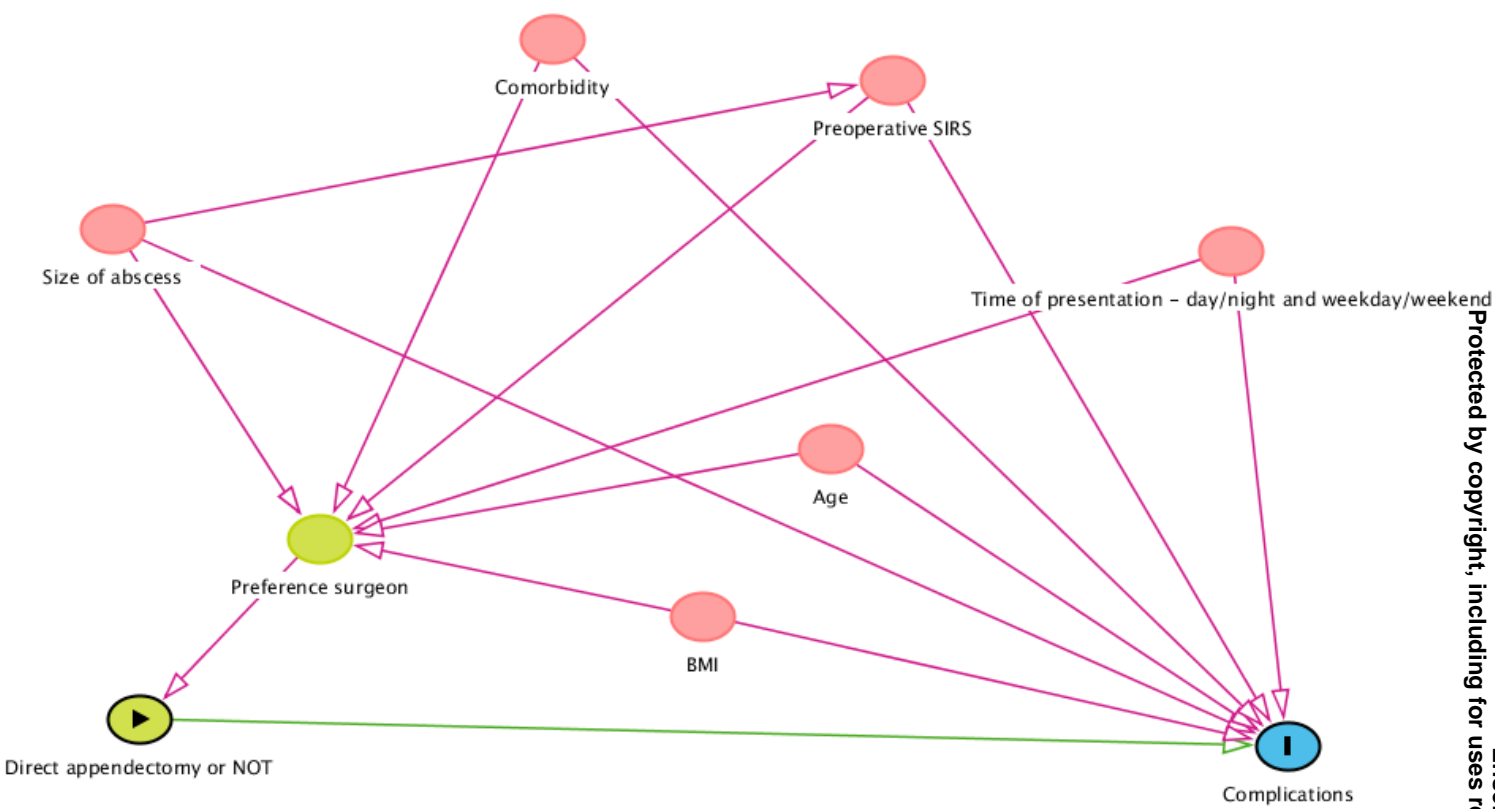 Comorbidity
Preoperative SIRS
Size of abscess
Time of presentation – day/night and weekday/weekend
Age
Preference surgeon
BMI
Direct appendectomy or NOT
Complications
Protected by copyright, including for uses